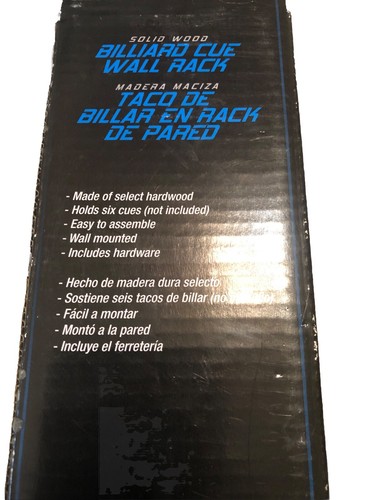 SOLID WOOD
BILLIARD CUE
WALL RACK
MADERA MACIZA
TACO DE
BILLAR EN RACK
DE PARED
- Made of select hardwood
- Holds six cues (not included)
- Easy to assemble
- Wall mounted
- Includes hardware
- Hecho de madera dura selecto
- Sostiene seis tacos de billar (no
- Fácil a montar
- Montó a la pared
- Incluye el ferretería